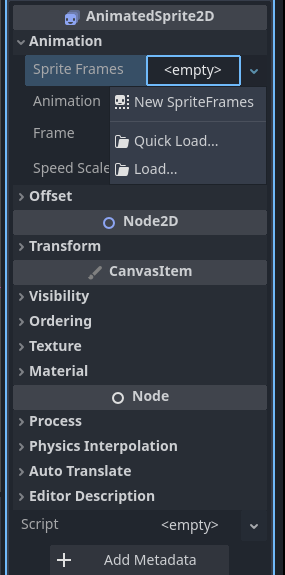 AnimatedSprite2D
Animation
Sprite Frames <empty>
Animation
New SpriteFrames
Frame
Quick Load...
Speed Scale
Load...
Offset
Node2D
Transform
CanvasItem
Visibility
Ordering
Texture
Material
Node
Process
Physics Interpolation
Auto Translate
Editor Description
Script <empty>
Add Metadata